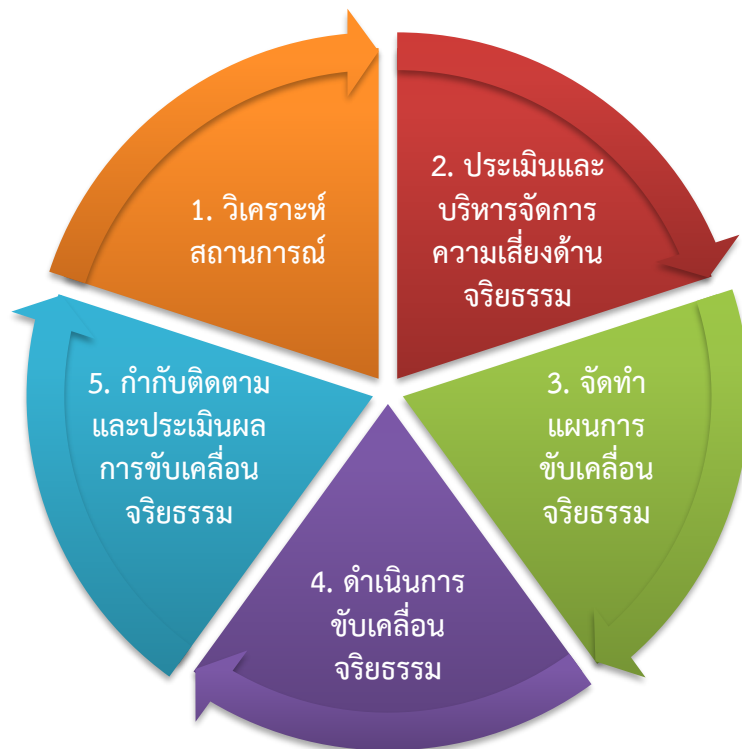 1. วิเคราะห์
สถานการณ์
2. ประเมินและ
บริหารจัดการ
ความเสี่ยงด้าน
จริยธรรม
3. จัดทำ
แผนการ
ขับเคลื่อน
จริยธรรม
4. ดำเนินการ
ขับเคลื่อน
จริยธรรม
5. กำกับติดตาม
และประเมินผล
การขับเคลื่อน
จริยธรรม